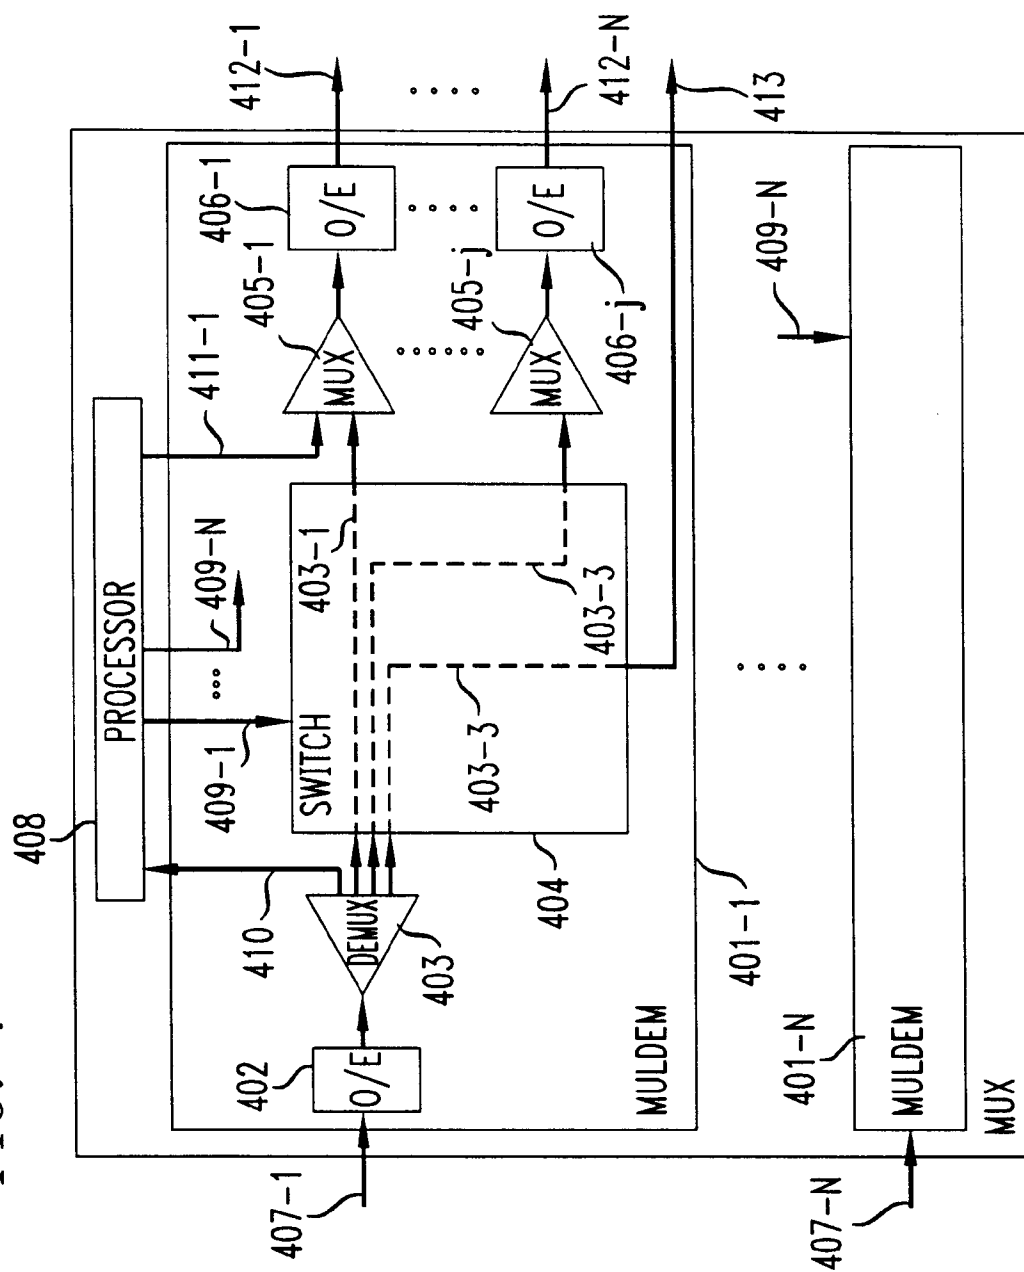 408
PROCESSOR
410
409-1
409-N
411-1
412-1
407-1
402
O/E
DEMUX
403
SWITCH
404
403-1
403-3
403-3
MUX
405-1
O/E
406-1
MUX
405-j
O/E
406-j
412-N
413
MULDEM
401-1
409-N
407-N
401-N
MULDEM
MUX